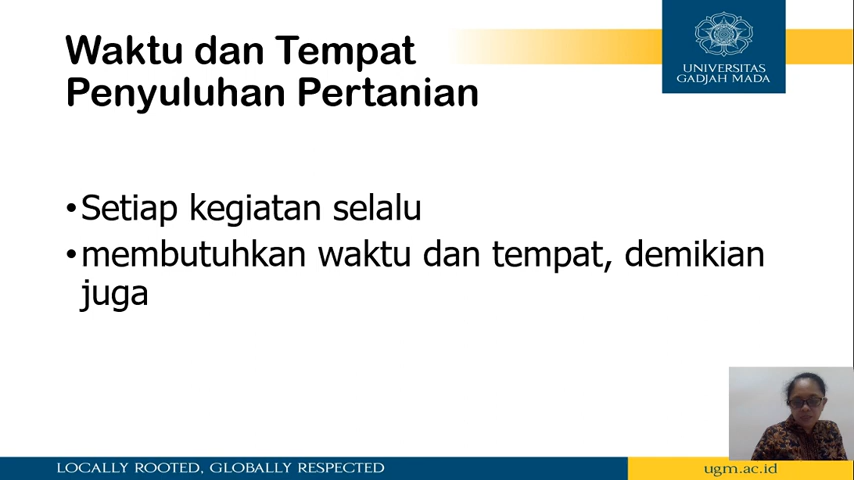 Waktu dan Tempat
Penyuluhan Pertanian
UNIVERSITAS
GADJAH MADA
•Setiap kegiatan selalu
•membutuhkan waktu dan tempat, demikian
juga
LOCALLY ROOTED, GLOBALLY RESPECTED
ugm.ac.id